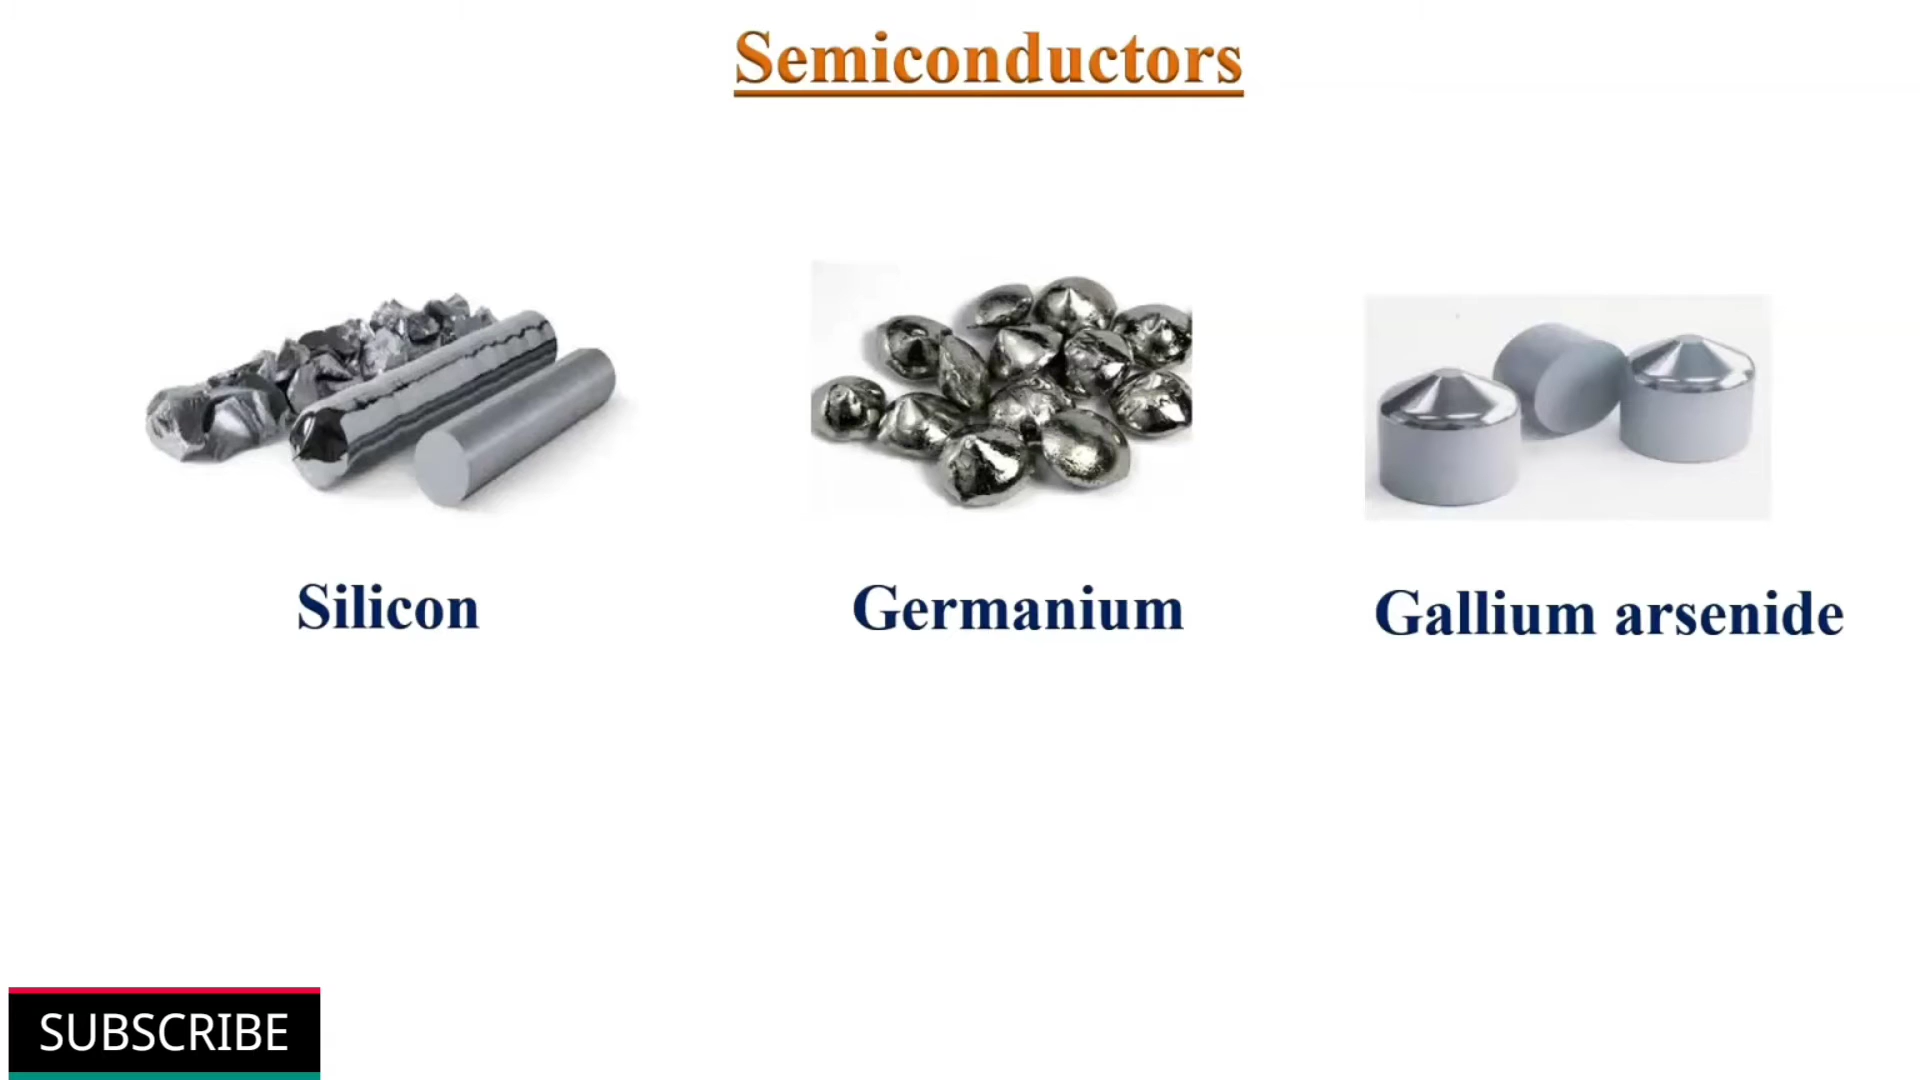 Semiconductors
Silicon
Germanium
Gallium arsenide
SUBSCRIBE